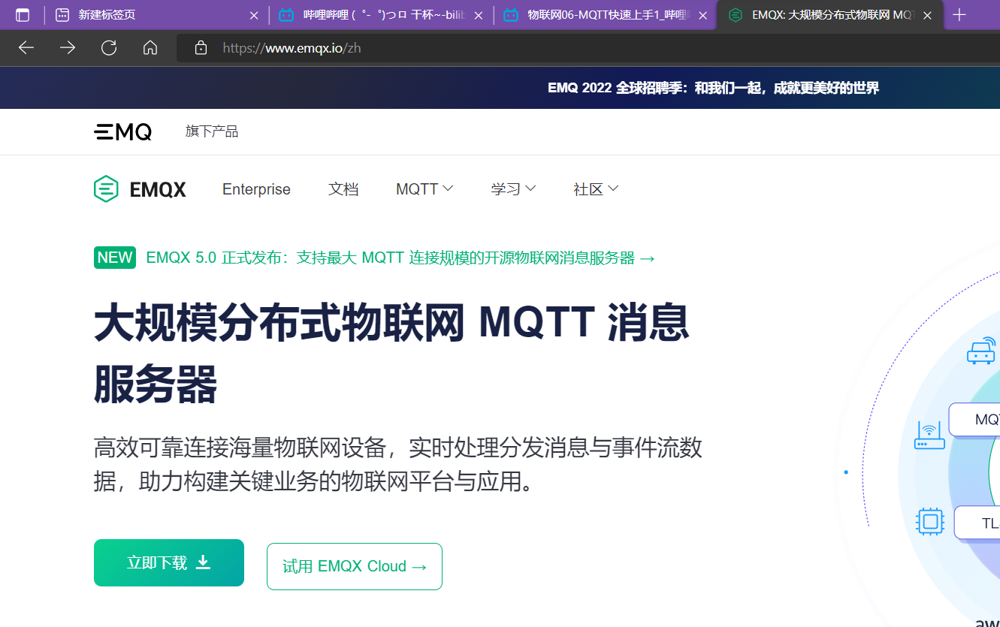 新建标签页
哔哩哔哩 (゜-゜)つロ 干杯~-bilib
物联网06-MQTT快速上手1_哔哩
EMQX: 大规模分布式物联网 MQT
https://www.emqx.io/zh
EMQ 2022 全球招聘季：和我们一起，成就更美好的世界
EMQ 旗下产品
EMQX Enterprise 文档 MQTT 学习 社区
NEW EMQX 5.0 正式发布：支持最大 MQTT 连接规模的开源物联网消息服务器 →
大规模分布式物联网 MQTT 消息
服务器
高效可靠连接海量物联网设备，实时处理分发消息与事件流数
据，助力构建关键业务的物联网平台与应用。
MQT
TL
立即下载
试用 EMQX Cloud →
aw